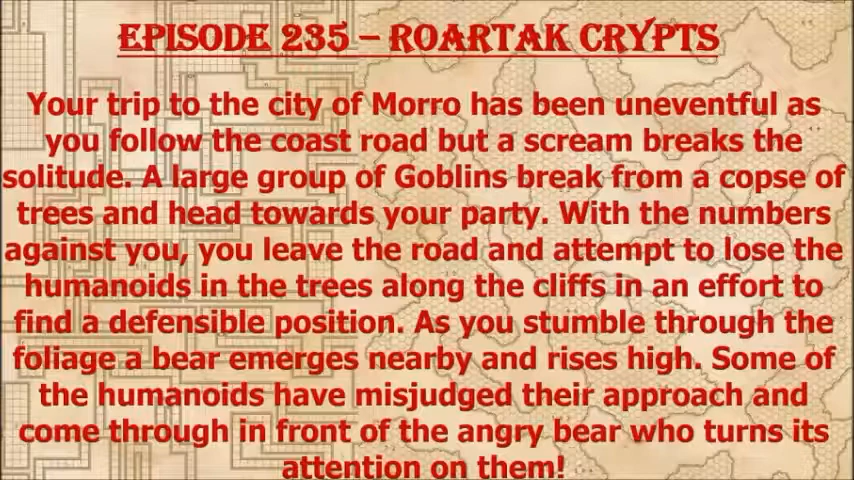 EPISODE 235 – ROARTAK CRYPTS
Your trip to the city of Morro has been uneventful as
you follow the coast road but a scream breaks the
solitude. A large group of Goblins break from a copse of
trees and head towards your party. With the numbers
against you, you leave the road and attempt to lose the
humanoids in the trees along the cliffs in an effort to
find a defensible position. As you stumble through the
foliage a bear emerges nearby and rises high. Some of
the humanoids have misjudged their approach and
come through in front of the angry bear who turns its
attention on them!